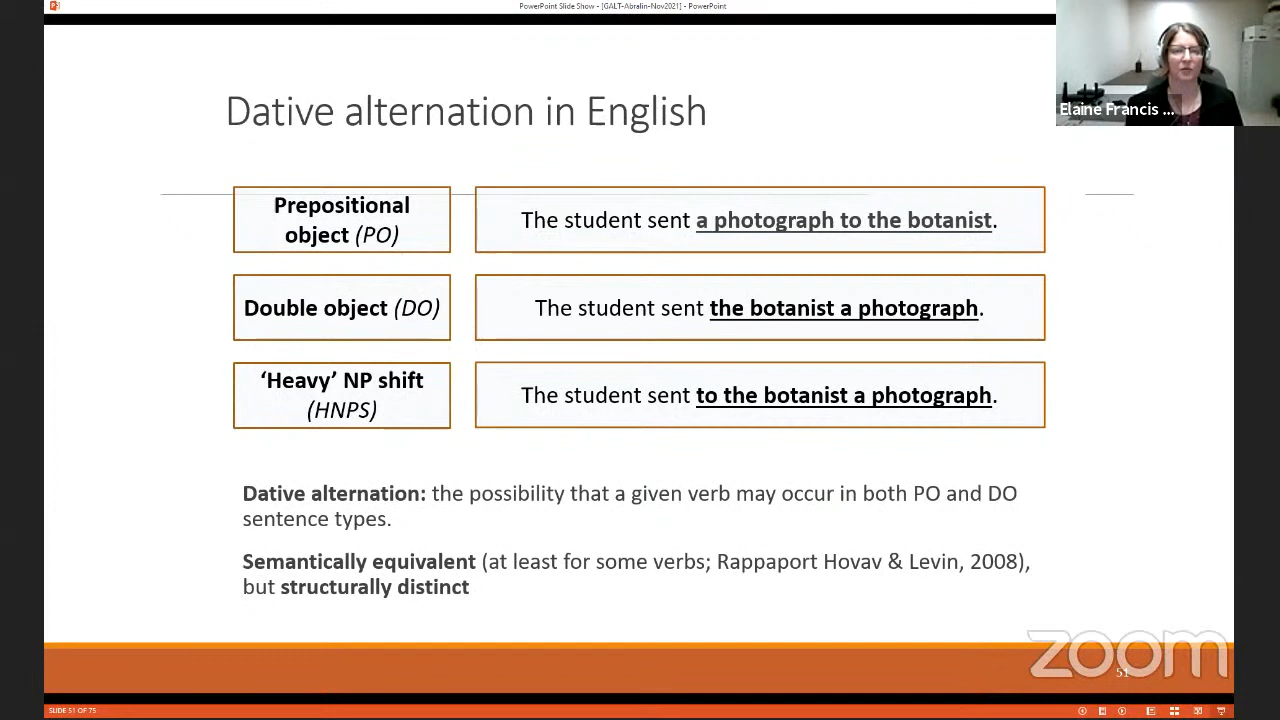 PowerPoint Slide Show - [GALT-Abralin-Nov2021] - PowerPoint
Elaine Francis ...
Dative alternation in English
Prepositional
object (PO)
The student sent a photograph to the botanist.
Double object (DO)
The student sent the botanist a photograph.
‘Heavy’ NP shift
(HNPS)
The student sent to the botanist a photograph.
Dative alternation: the possibility that a given verb may occur in both PO and DO
sentence types.
Semantically equivalent (at least for some verbs; Rappaport Hovav & Levin, 2008),
but structurally distinct
zoom
51
SLIDE 51 OF 75